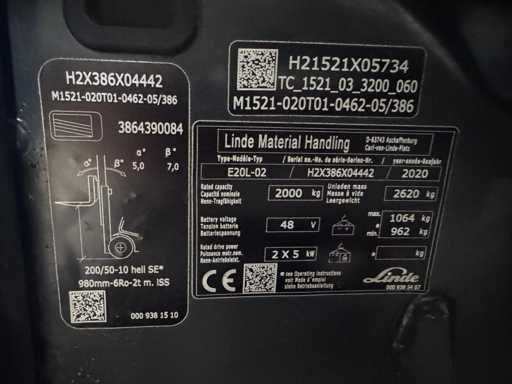 H2X386X04442
M1521-020T01-0462-05/386
3864390084
α° β° α° β°
5,0 7,0
200/50-10 heli SE*
980mm-6Ro-2t m. ISS
000 938 15 10
H21521X05734
TC_1521_03_3200_060
M1521-020T01-0462-05/386
Linde Material Handling
D-63743 Aschaffenburg
Carl-von-Linde-Platz
Type-Modèle-Typ / Serial no.-No. de série-Serien-Nr. / year-année-Baujahr
E20L-02 / H2X386X04442 / 2020
Rated capacity
Capacité nominale
Nenn-Tragfähigkeit
2000 kg
Unladen mass
Masse à vide
Leergewicht
2620 kg
Battery voltage
Tension batterie
Batteriespannung
48 V
max. 1064 kg
* min. 962 kg
Rated drive power
Puissance motr.nom.
Nenn-Antriebsleist.
2 X 5 kW
* kg
* see Operating instructions
voir Mode d'emploi
siehe Betriebsanleitung
Linde
000 938 54 07